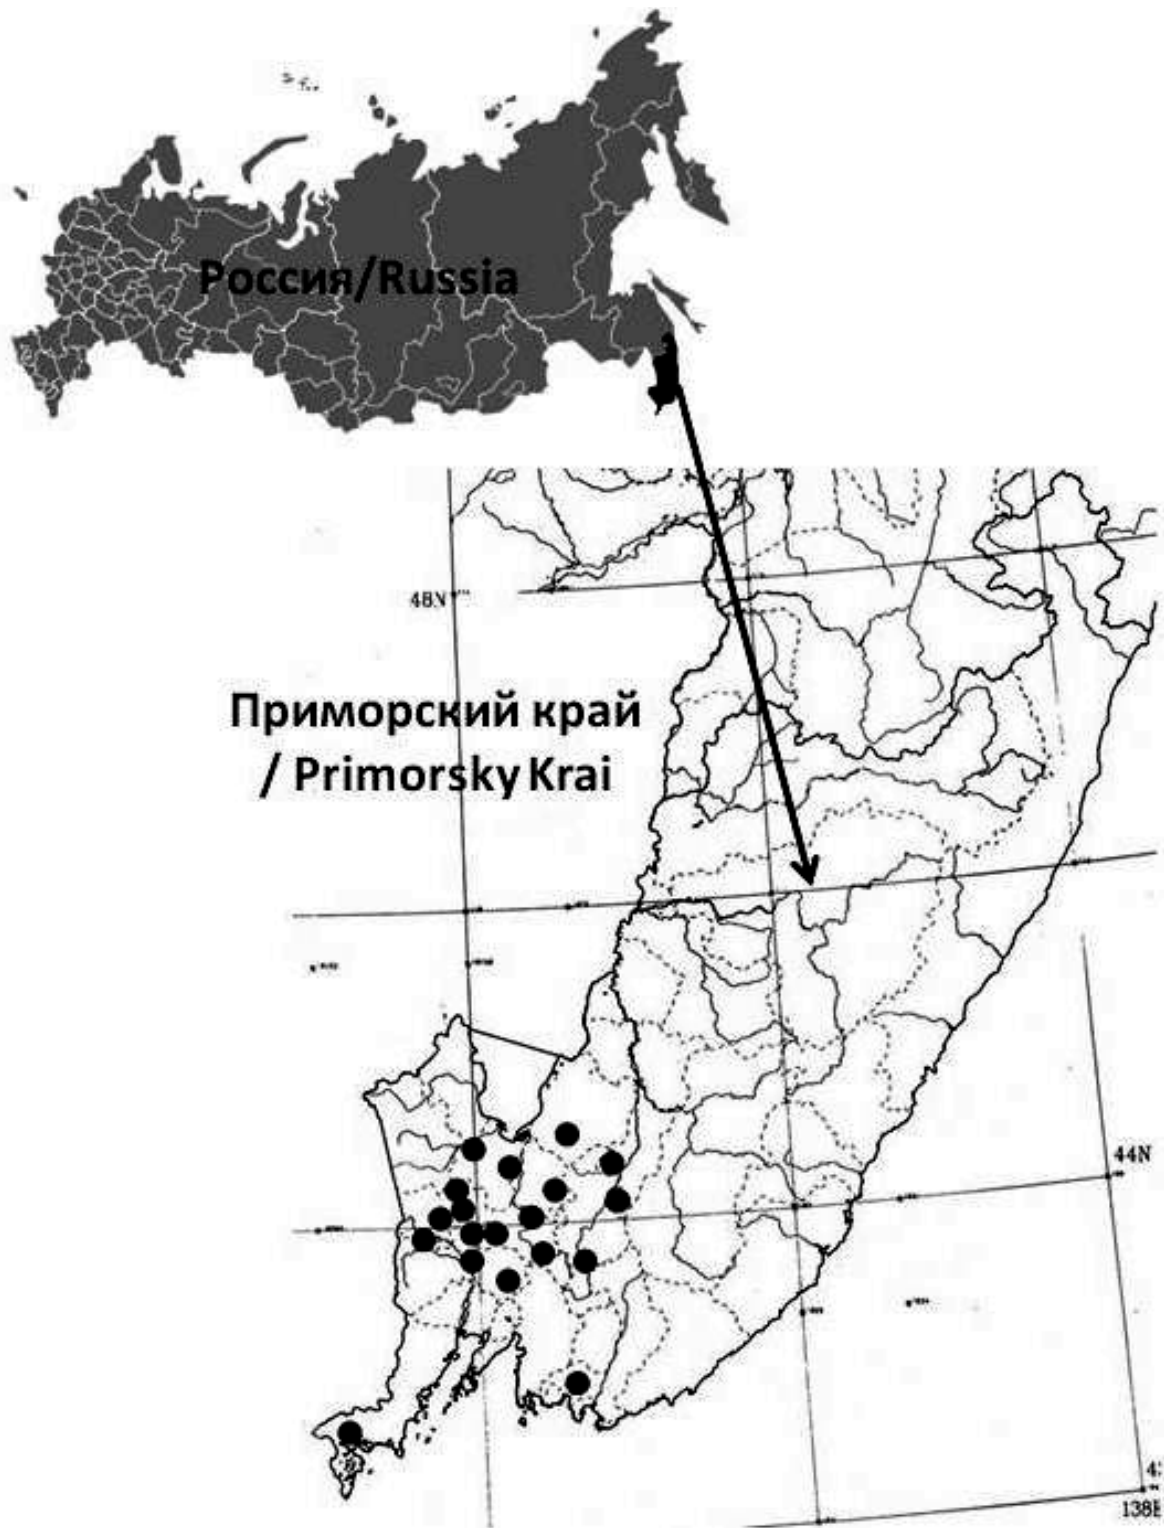 Россия/Russia
48N
Приморский край
/ Primorsky Krai
44N
138E